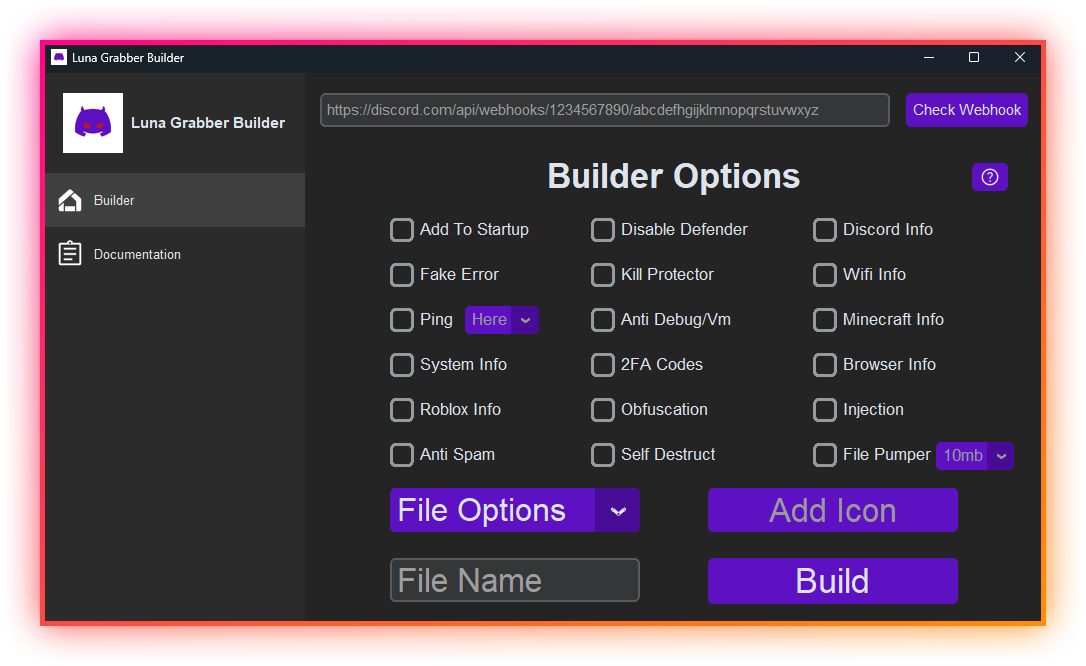 Luna Grabber Builder
Luna Grabber Builder
https://discord.com/api/webhooks/1234567890/abcdefghijklmnopqrstuvwxyz
Check Webhook
Builder
Documentation
Builder Options
Add To Startup
Disable Defender
Discord Info
Fake Error
Kill Protector
Wifi Info
Ping Here
Anti Debug/Vm
Minecraft Info
System Info
2FA Codes
Browser Info
Roblox Info
Obfuscation
Injection
Anti Spam
Self Destruct
File Pumper 10mb
File Options
Add Icon
File Name
Build